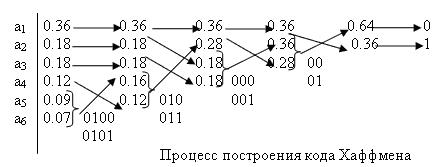 a1 0.36 0.36 0.36 0.36 0.64 0
a2 0.18 0.18 0.28 0.36 0.36 1
a3 0.18 0.18 0.18 0.28 00
a4 0.12 0.16 0.18 000 01
a5 0.09 0.12 010 001
a6 0.07 0100 011
0101
Процесс построения кода Хаффмена